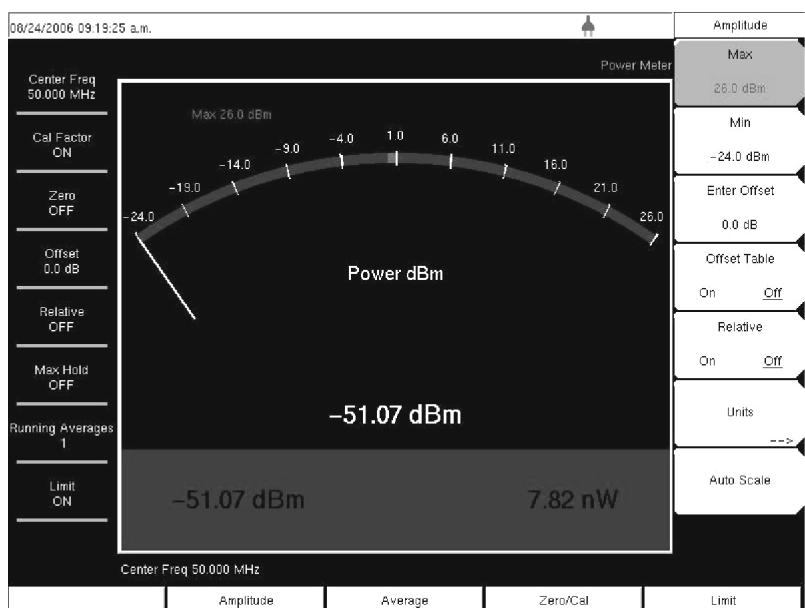 08/24/2006 09:19:25 a.m.
Amplitude
Power Meter
Center Freq
50.000 MHz
Cal Factor
ON
Zero
OFF
Offset
0.0 dB
Relative
OFF
Max Hold
OFF
Running Averages
1
Limit
ON
Max 26.0 dBm
-24.0
-19.0
-14.0
-9.0
-4.0
1.0
6.0
11.0
16.0
21.0
26.0
Power dBm
-51.07 dBm
-51.07 dBm 7.82 nW
Center Freq 50.000 MHz
Max
26.0 dBm
Min
-24.0 dBm
Enter Offset
0.0 dB
Offset Table
On Off
Relative
On Off
Units
-->
Auto Scale
Amplitude Average Zero/Cal Limit